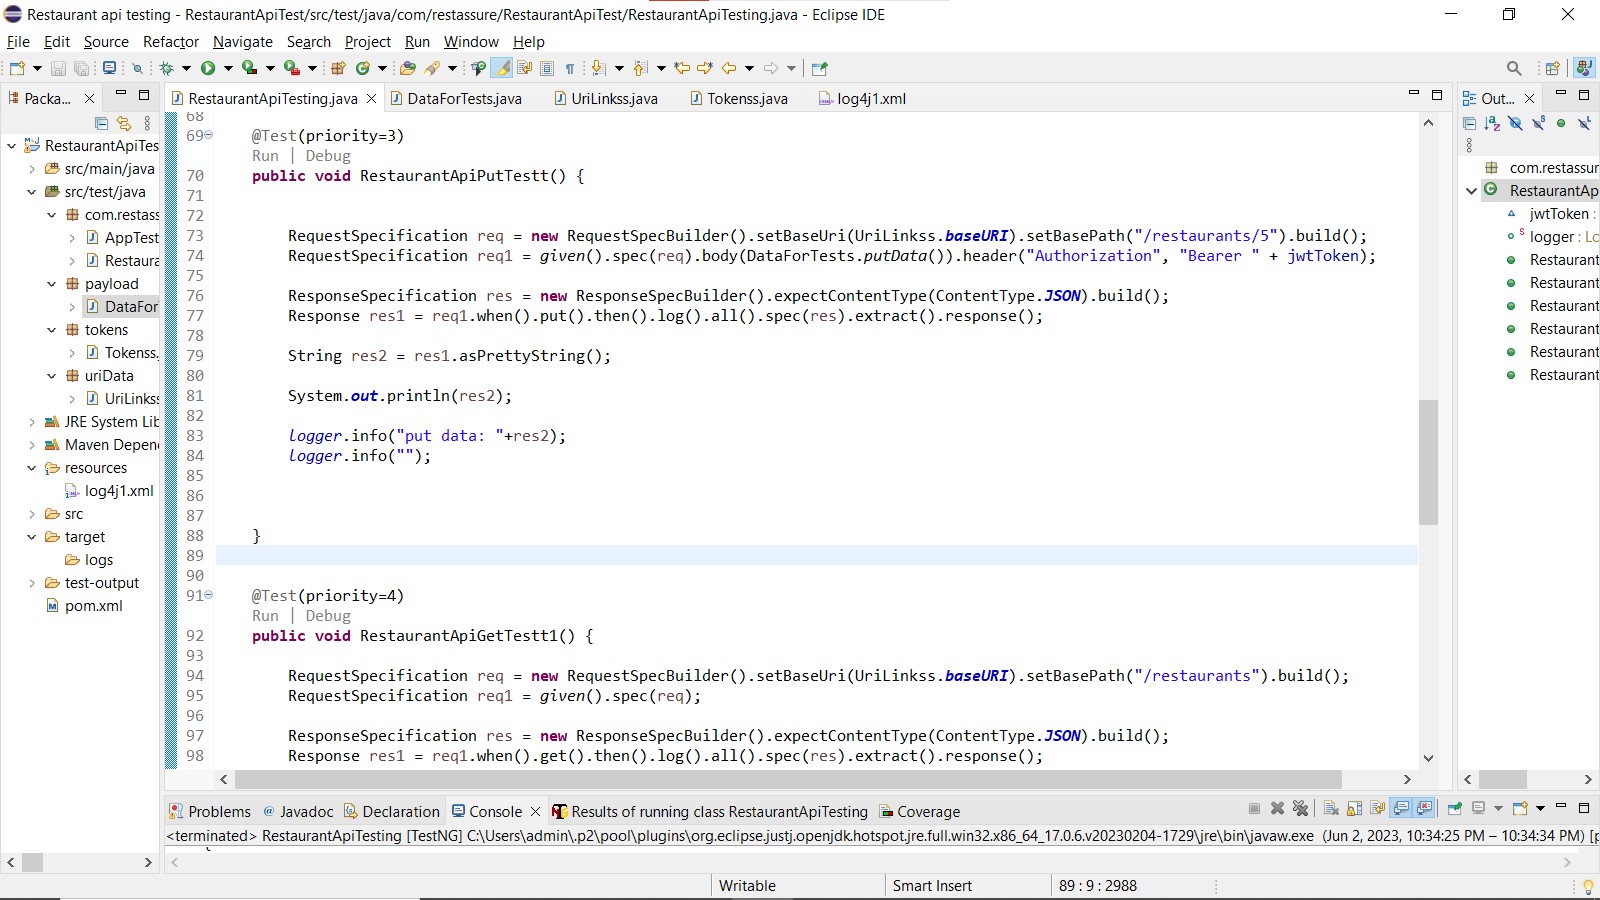 Restaurant api testing - RestaurantApiTest/src/test/java/com/restassure/RestaurantApiTest/RestaurantApiTesting.java - Eclipse IDE
File Edit Source Refactor Navigate Search Project Run Window Help
Packa...
RestaurantApiTes
src/main/java
src/test/java
com.restass
AppTest
Restaura
payload
DataFor
tokens
Tokenss.
uriData
UriLinkss
JRE System Lib
Maven Depen
resources
log4j1.xml
src
target
logs
test-output
pom.xml
RestaurantApiTesting.java DataForTests.java UriLinkss.java Tokenss.java log4j1.xml
68
69 @Test(priority=3)
Run | Debug
70 public void RestaurantApiPutTestt() {
71
72
73 RequestSpecification req = new RequestSpecBuilder().setBaseUri(UriLinkss.baseURI).setBasePath("/restaurants/5").build();
74 RequestSpecification req1 = given().spec(req).body(DataForTests.putData()).header("Authorization", "Bearer " + jwtToken);
75
76 ResponseSpecification res = new ResponseSpecBuilder().expectContentType(ContentType.JSON).build();
77 Response res1 = req1.when().put().then().log().all().spec(res).extract().response();
78
79 String res2 = res1.asPrettyString();
80
81 System.out.println(res2);
82
83 logger.info("put data: "+res2);
84 logger.info("");
85
86
87
88 }
89
90
91 @Test(priority=4)
Run | Debug
92 public void RestaurantApiGetTestt1() {
93
94 RequestSpecification req = new RequestSpecBuilder().setBaseUri(UriLinkss.baseURI).setBasePath("/restaurants").build();
95 RequestSpecification req1 = given().spec(req);
96
97 ResponseSpecification res = new ResponseSpecBuilder().expectContentType(ContentType.JSON).build();
98 Response res1 = req1.when().get().then().log().all().spec(res).extract().response();
Out...
com.restassur
RestaurantAp
jwtToken :
logger : Lo
Restaurant
Restaurant
Restaurant
Restaurant
Restaurant
Restaurant
Problems @ Javadoc Declaration Console Results of running class RestaurantApiTesting Coverage
<terminated> RestaurantApiTesting [TestNG] C:\Users\admin\.p2\pool\plugins\org.eclipse.justj.openjdk.hotspot.jre.full.win32.x86_64_17.0.6.v20230204-1729\jre\bin\javaw.exe (Jun 2, 2023, 10:34:25 PM – 10:34:34 PM) [p
Writable Smart Insert 89 : 9 : 2988